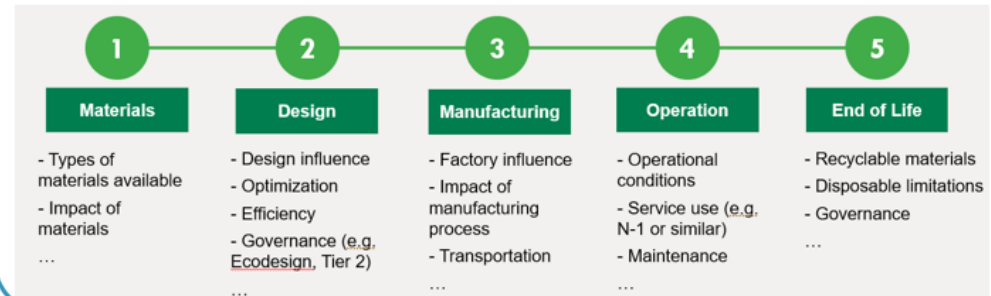 1
2
3
4
5
Materials
Design
Manufacturing
Operation
End of Life
- Types of
materials available
- Impact of
materials
...
- Design influence
- Optimization
- Efficiency
- Governance (e.g.
Ecodesign, Tier 2)
...
- Factory influence
- Impact of
manufacturing
process
- Transportation
...
- Operational
conditions
- Service use (e.g.
N-1 or similar)
- Maintenance
...
- Recyclable materials
- Disposable limitations
- Governance
...